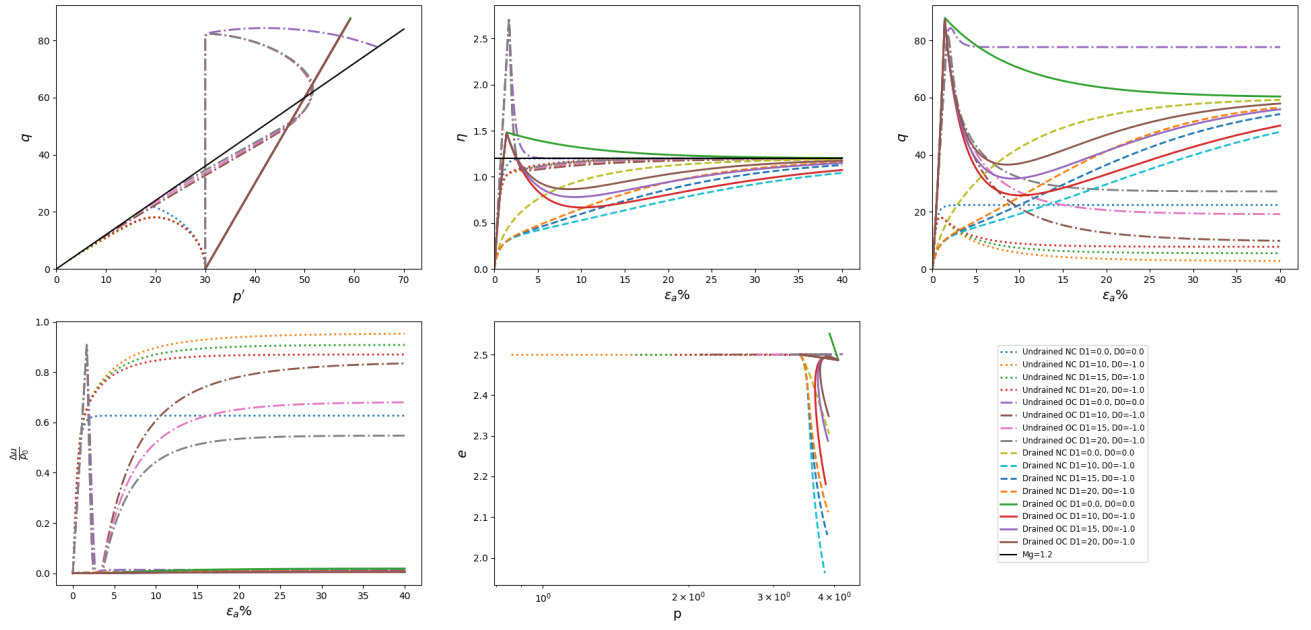 80
60
40
20
0
q
0 10 20 30 40 50 60 70
p′
2.5
2.0
1.5
1.0
0.5
0.0
η
0 5 10 15 20 25 30 35 40
εa%
80
60
40
20
0
q
0 5 10 15 20 25 30 35 40
εa%
1.0
0.8
0.6
0.4
0.2
0.0
Δu
p0
0 5 10 15 20 25 30 35 40
εa%
2.5
2.4
2.3
2.2
2.1
2.0
e
10⁰ 2 × 10⁰ 3 × 10⁰ 4 × 10⁰
p
Undrained NC D1=0.0, D0=0.0
Undrained NC D1=10, D0=-1.0
Undrained NC D1=15, D0=-1.0
Undrained NC D1=20, D0=-1.0
Undrained OC D1=0.0, D0=0.0
Undrained OC D1=10, D0=-1.0
Undrained OC D1=15, D0=-1.0
Undrained OC D1=20, D0=-1.0
Drained NC D1=0.0, D0=0.0
Drained NC D1=10, D0=-1.0
Drained NC D1=15, D0=-1.0
Drained NC D1=20, D0=-1.0
Drained OC D1=0.0, D0=0.0
Drained OC D1=10, D0=-1.0
Drained OC D1=15, D0=-1.0
Drained OC D1=20, D0=-1.0
Mg=1.2